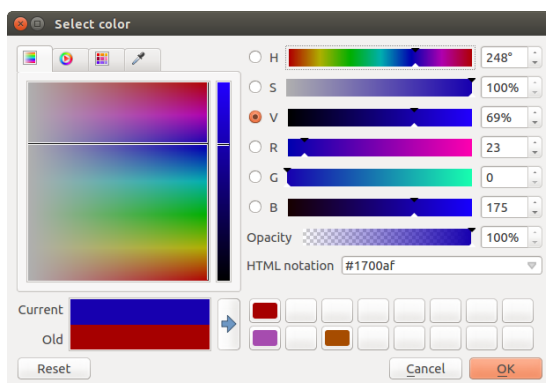 Select color
H 248°
S 100%
V 69%
R 23
G 0
B 175
Opacity 100%
HTML notation #1700af
Current
Old
Reset Cancel OK